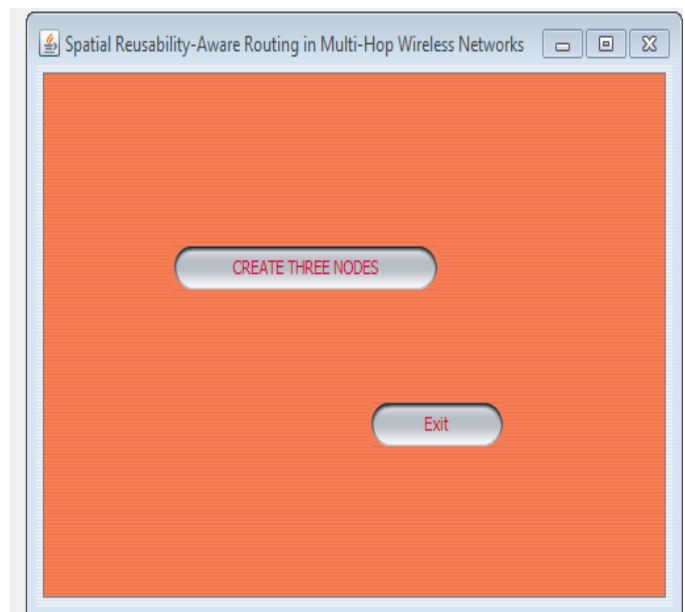 Spatial Reusability-Aware Routing in Multi-Hop Wireless Networks
CREATE THREE NODES
Exit